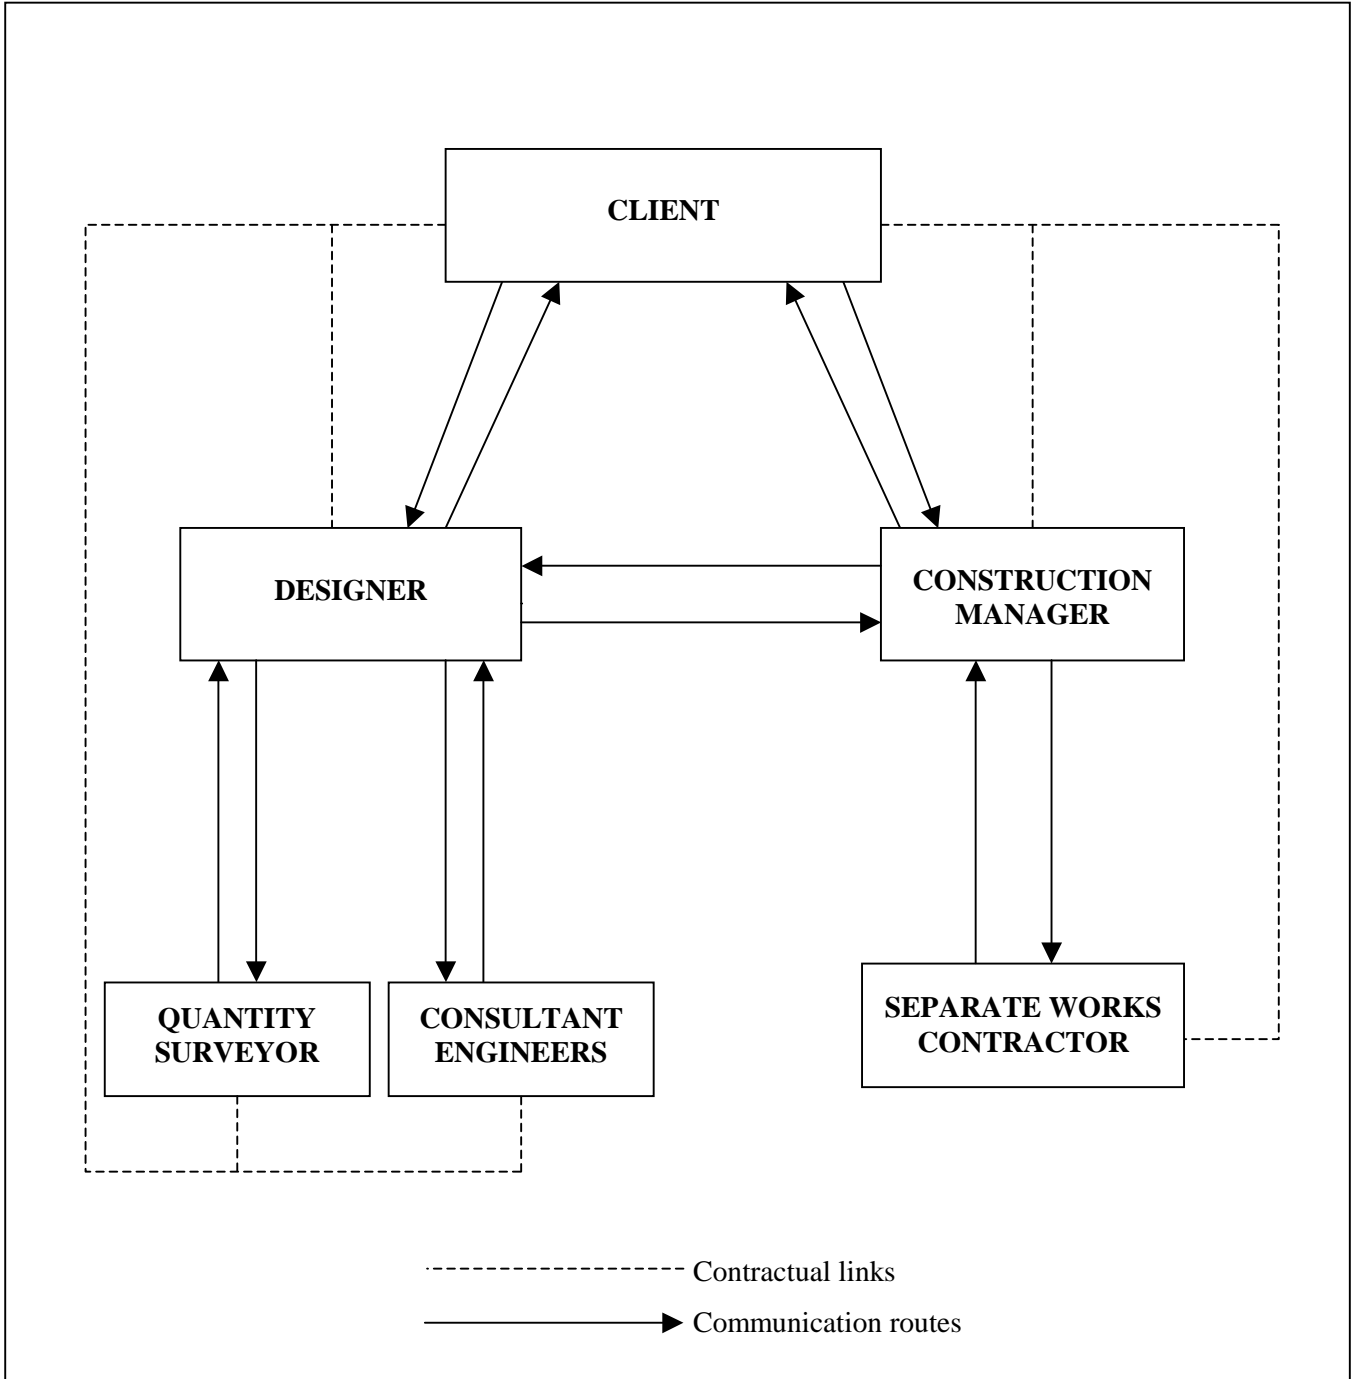 CLIENT
DESIGNER
CONSTRUCTION
MANAGER
QUANTITY
SURVEYOR
CONSULTANT
ENGINEERS
SEPARATE WORKS
CONTRACTOR
Contractual links
Communication routes